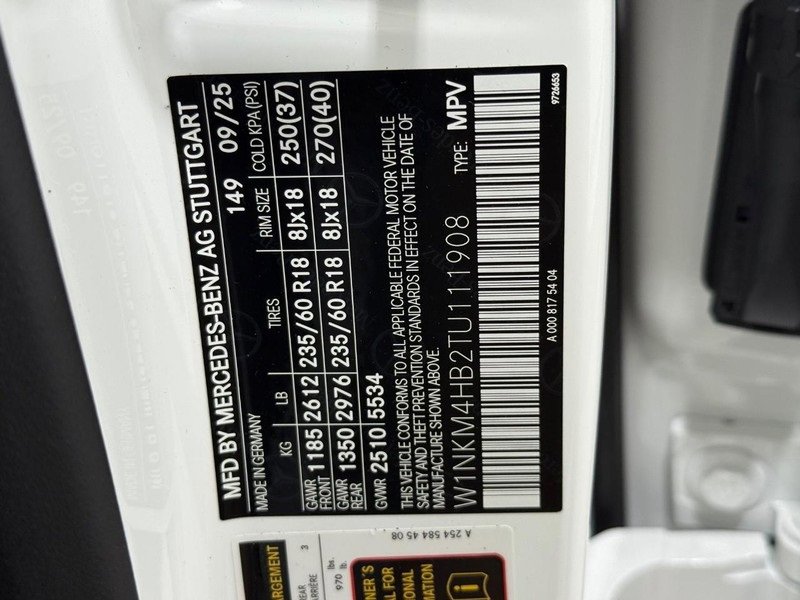 MFD BY MERCEDES-BENZ AG STUTTGART
MADE IN GERMANY 149 09/25
KG LB TIRES RIM SIZE COLD KPA (PSI)
GAWR FRONT 1185 2612 235/60 R18 8Jx18 250(37)
GAWR REAR 1350 2976 235/60 R18 8Jx18 270(40)
GVWR 2510 5534
THIS VEHICLE CONFORMS TO ALL APPLICABLE FEDERAL MOTOR VEHICLE
SAFETY AND THEFT PREVENTION STANDARDS IN EFFECT ON THE DATE OF
MANUFACTURE SHOWN ABOVE.
W1NKM4HB2TU111908 TYPE: MPV
A 000 817 54 04 9726653
A 254 584 45 08
3
970 lb.
lbs.